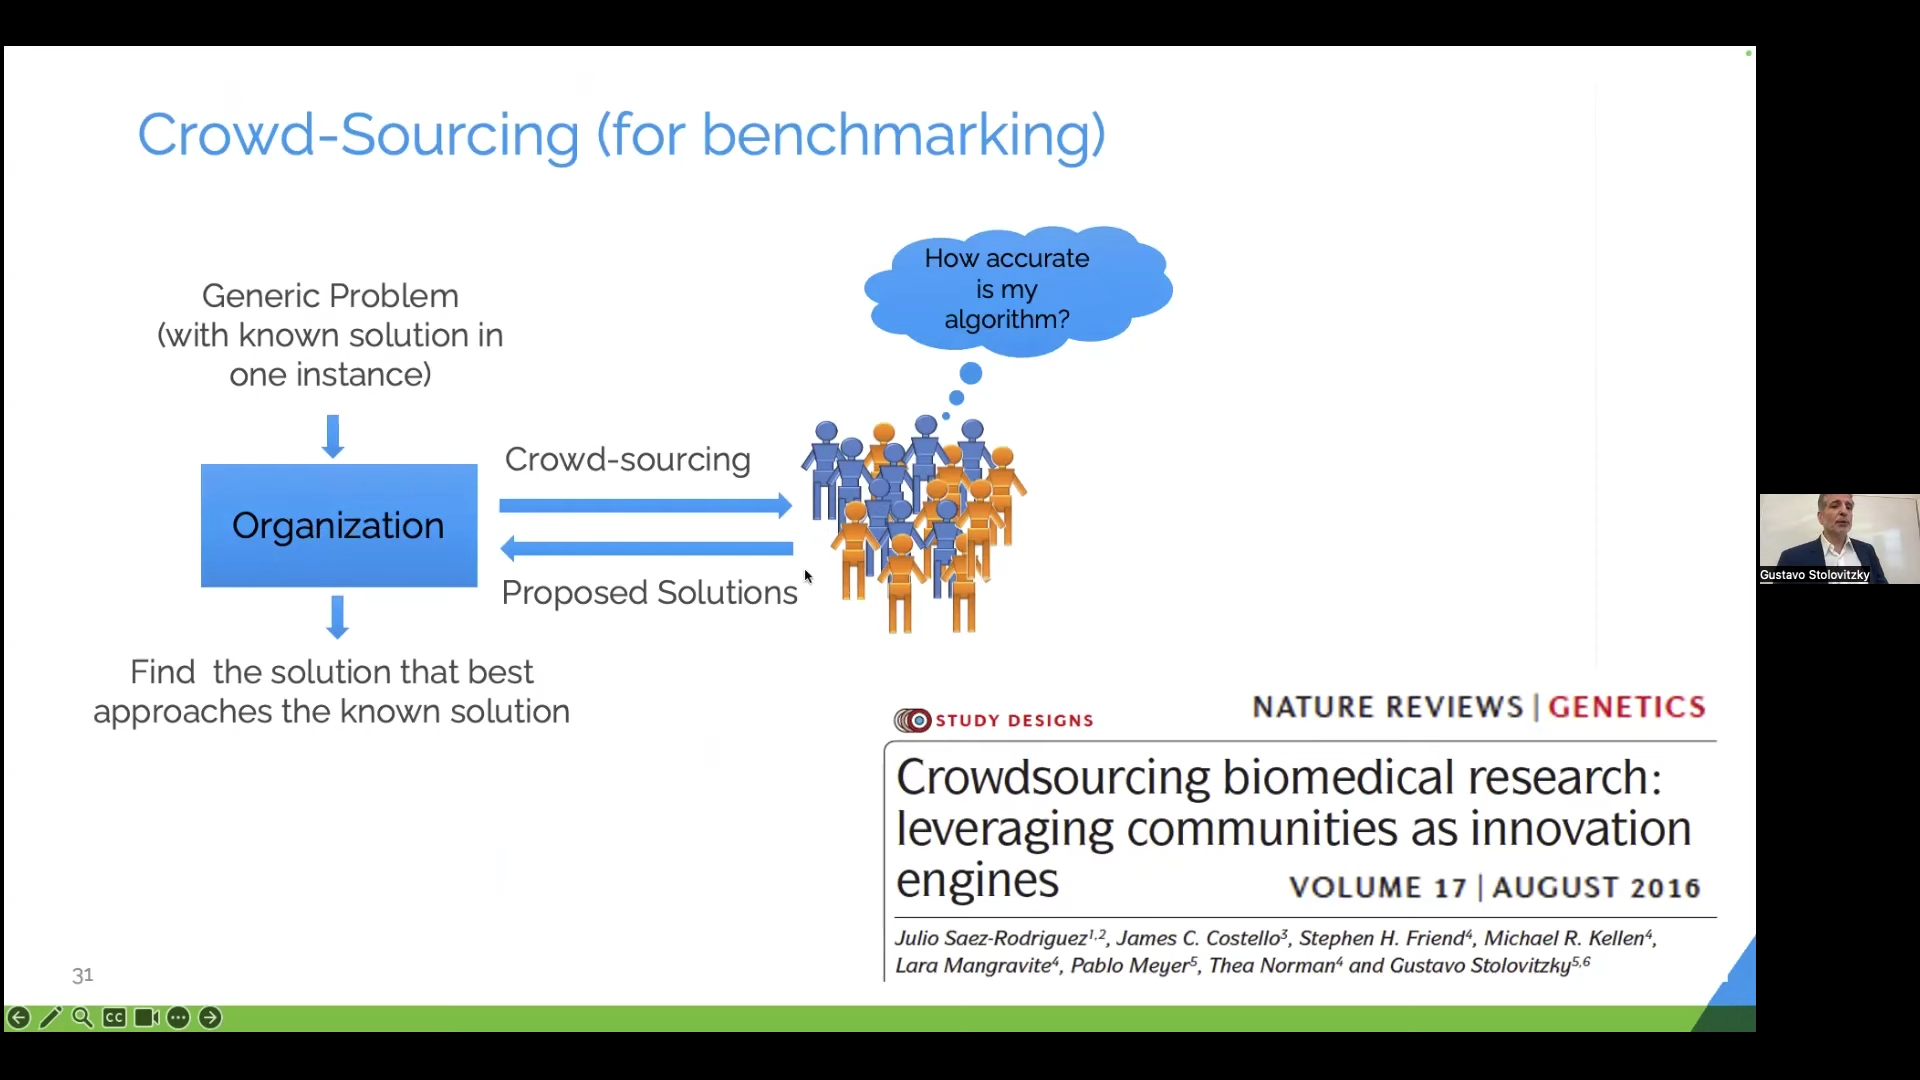 Crowd-Sourcing (for benchmarking)
How accurate
is my
algorithm?
Generic Problem
(with known solution in
one instance)
Crowd-sourcing
Organization
Proposed Solutions
Find the solution that best
approaches the known solution
Gustavo Stolovitzky
STUDY DESIGNS
NATURE REVIEWS | GENETICS
Crowdsourcing biomedical research:
leveraging communities as innovation
engines
VOLUME 17 | AUGUST 2016
Julio Saez-Rodriguez1,2, James C. Costello3, Stephen H. Friend4, Michael R. Kellen4,
Lara Mangravite4, Pablo Meyer5, Thea Norman4 and Gustavo Stolovitzky5,6
31
CC